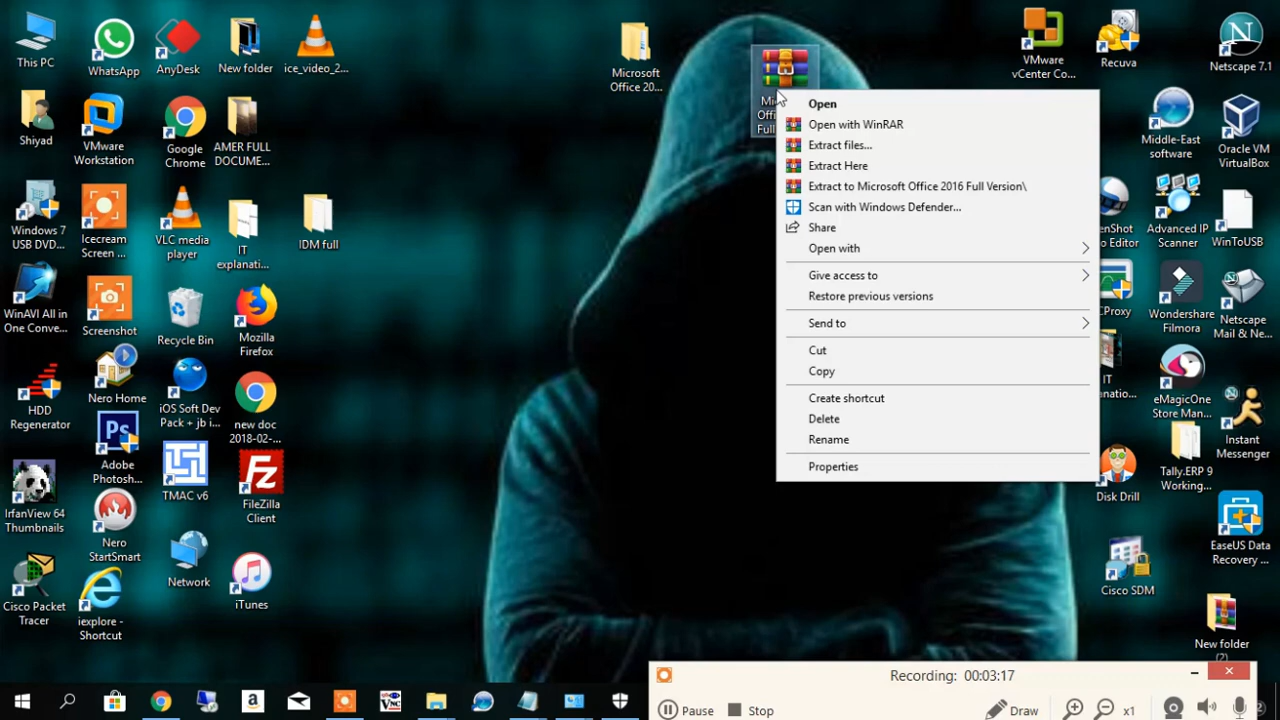 This PC
WhatsApp
AnyDesk
New folder
ice_video_2...
Microsoft
Office 20...
Office
Full
VMware
vCenter Co...
Recuva
Netscape 7.1
Open
Open with WinRAR
Extract files...
Extract Here
Extract to Microsoft Office 2016 Full Version\
Scan with Windows Defender...
Share
Open with
Give access to
Restore previous versions
Send to
Cut
Copy
Create shortcut
Delete
Rename
Properties
Shiyad
VMware
Workstation
Google
Chrome
AMER FULL
DOCUME...
Middle-East
software
Oracle VM
VirtualBox
Windows 7
USB DVD...
Icecream
Screen ...
VLC media
player
IT
explanati...
IDM full
Advanced IP
Scanner
WinToUSB
WinAVI All in
One Conve...
Screenshot
Recycle Bin
Mozilla
Firefox
CProxy
Wondershare
Filmora
Netscape
Mail & Ne...
HDD
Regenerator
Nero Home
iOS Soft Dev
Pack + jb i...
new doc
2018-02-...
IT
eMagicOne
Store Man...
Instant
Messenger
IrfanView 64
Thumbnails
Ps
Adobe
Photosh...
TMAC v6
Fz
FileZilla
Client
Disk Drill
Tally.ERP 9
Working...
Cisco Packet
Tracer
Nero
StartSmart
Network
iTunes
iexplore -
Shortcut
Cisco SDM
EaseUS Data
Recovery ...
New folder
(2)
Recording: 00:03:17
Pause
Stop
Draw
x1